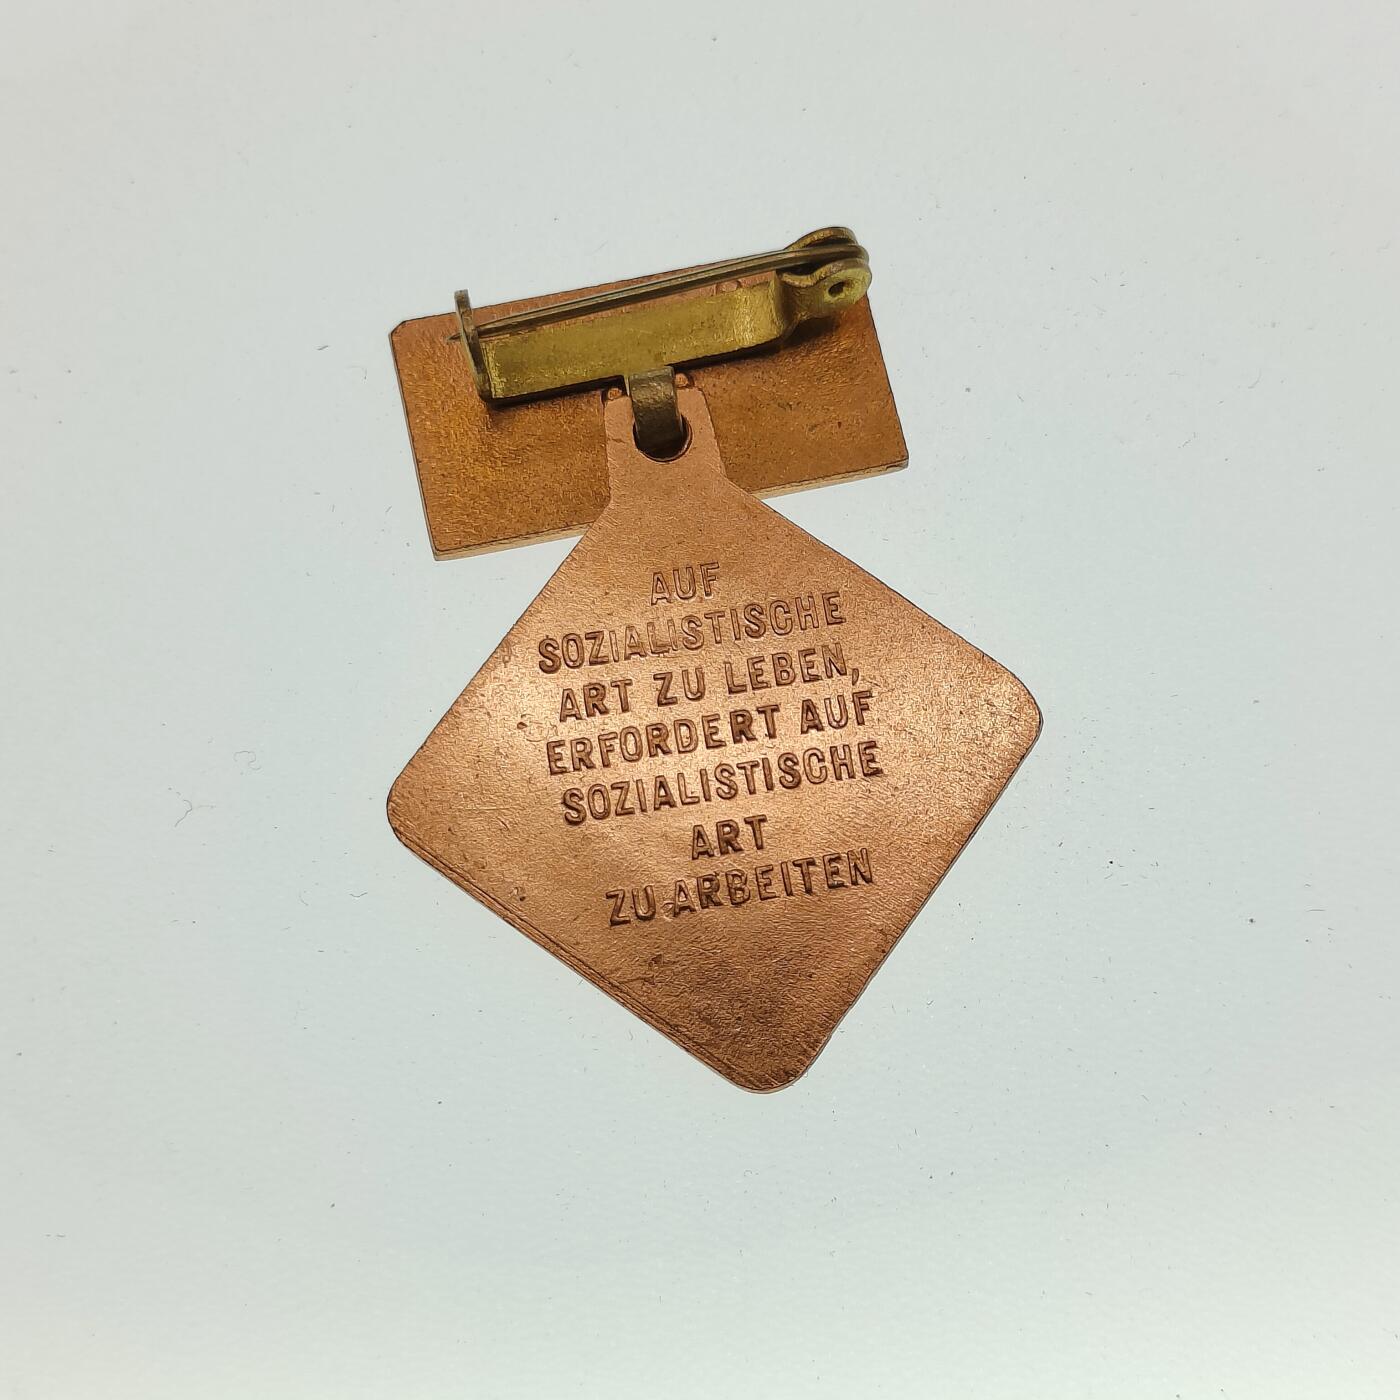 AUF
SOZIALISTISCHE
ART ZU LEBEN,
ERFORDERT AUF
SOZIALISTISCHE
ART
ZU ARBEITEN